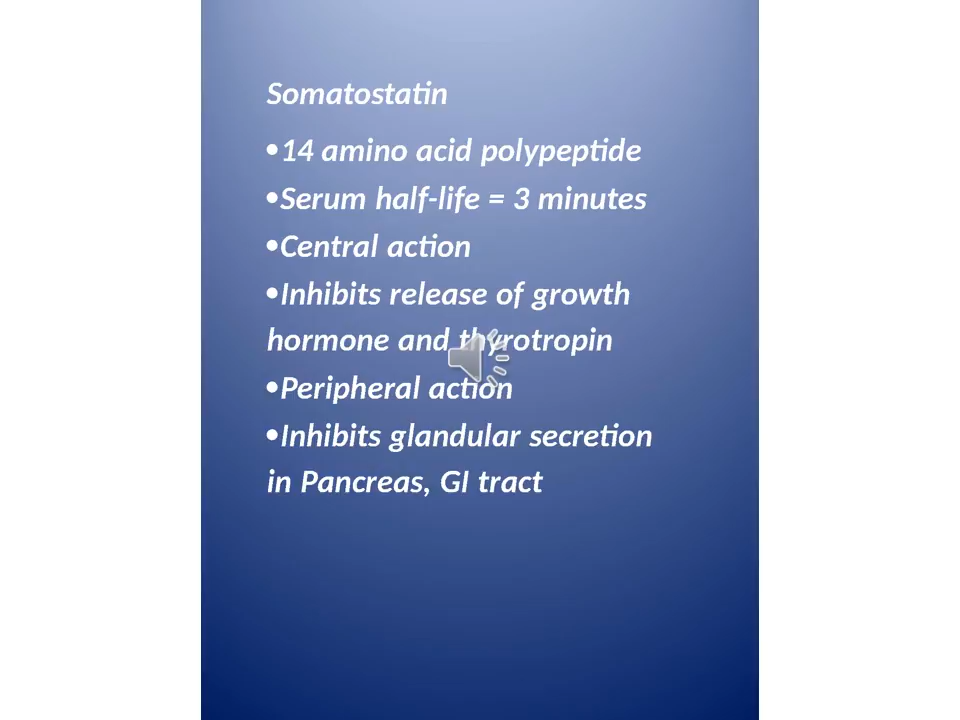 Somatostatin
•14 amino acid polypeptide
•Serum half-life = 3 minutes
•Central action
•Inhibits release of growth
hormone and thyrotropin
•Peripheral action
•Inhibits glandular secretion
in Pancreas, GI tract